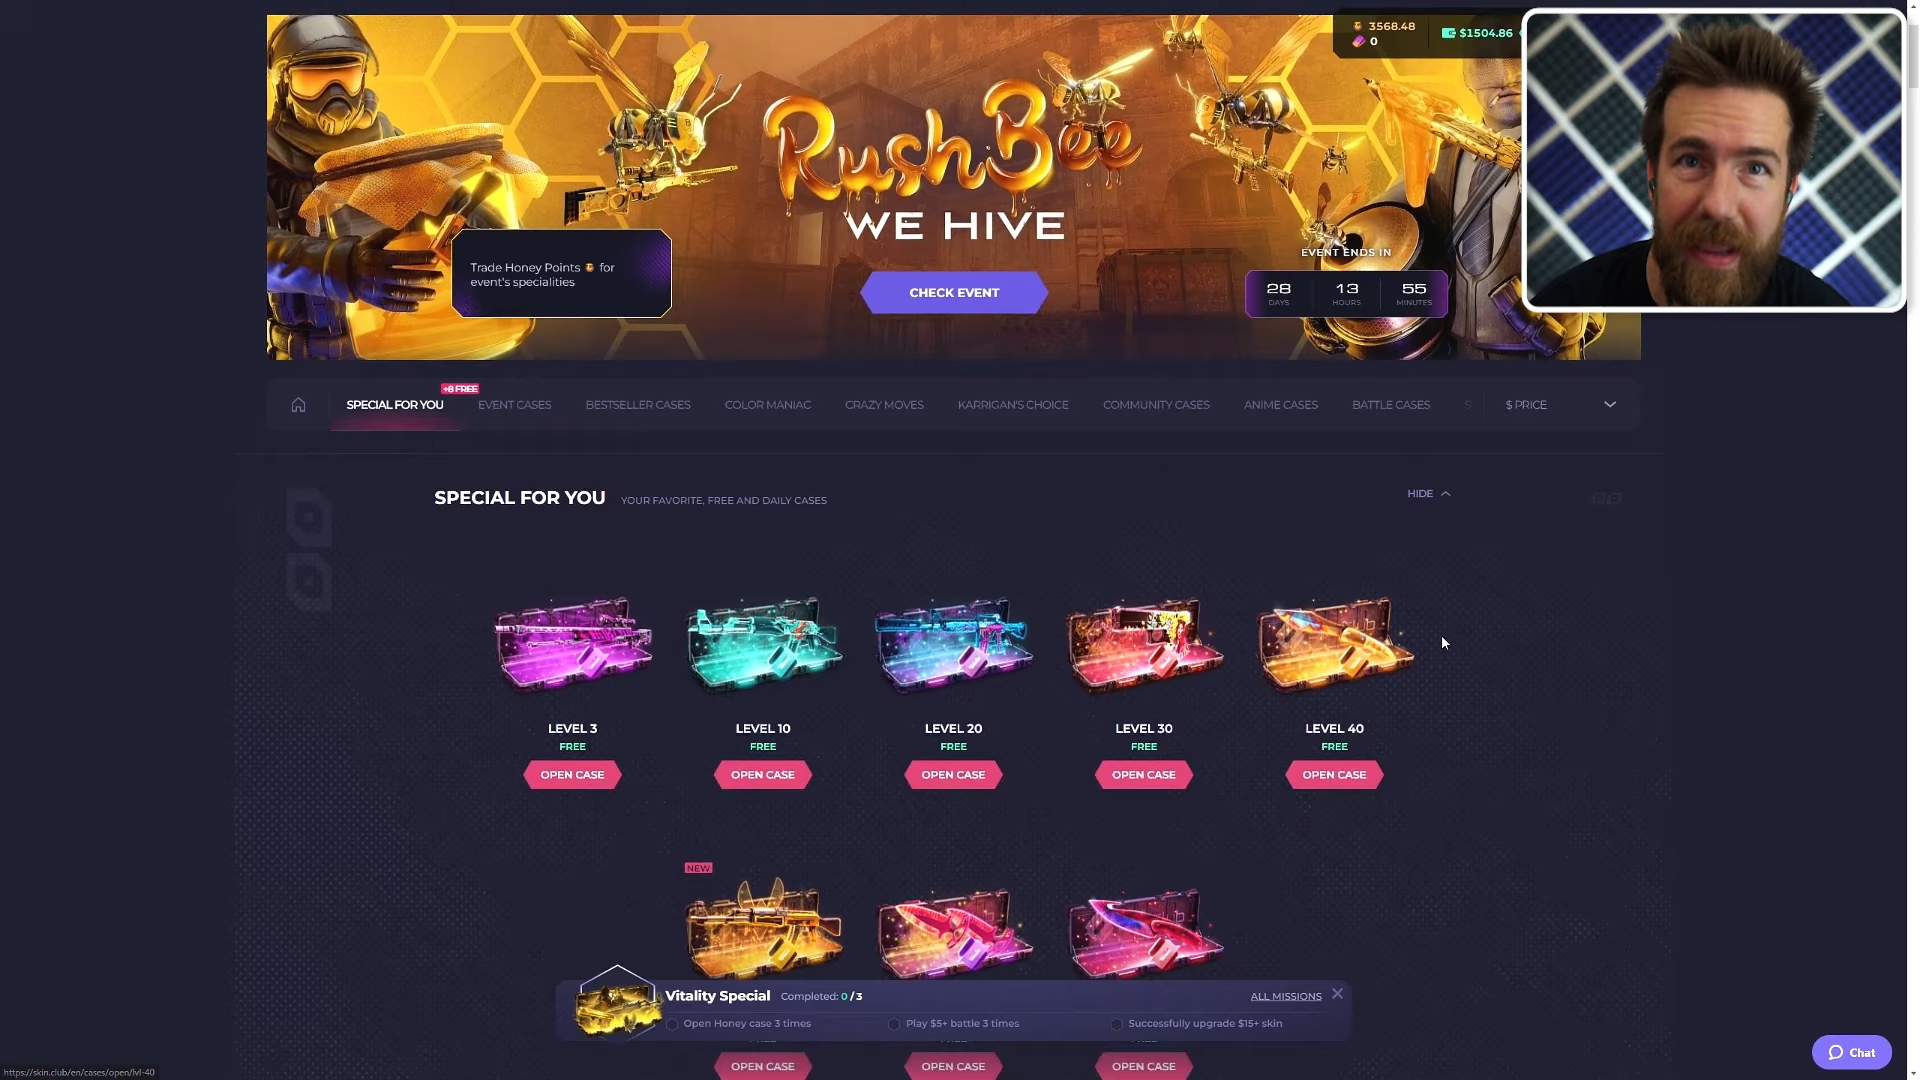 3568.48
0
$1504.86
RushBee
WE HIVE
Trade Honey Points for
event's specialities
CHECK EVENT
EVENT ENDS IN
28 13 55
DAYS HOURS MINUTES
+8 FREE
SPECIAL FOR YOU EVENT CASES BESTSELLER CASES COLOR MANIAC CRAZY MOVES KARRIGAN'S CHOICE COMMUNITY CASES ANIME CASES BATTLE CASES S $ PRICE
SPECIAL FOR YOU YOUR FAVORITE, FREE AND DAILY CASES HIDE
LEVEL 3 LEVEL 10 LEVEL 20 LEVEL 30 LEVEL 40
FREE FREE FREE FREE FREE
OPEN CASE OPEN CASE OPEN CASE OPEN CASE OPEN CASE
NEW
Vitality Special Completed: 0 / 3 ALL MISSIONS
Open Honey case 3 times Play $5+ battle 3 times Successfully upgrade $15+ skin
OPEN CASE OPEN CASE OPEN CASE
Chat
https://skin.club/en/cases/open/lvl-40